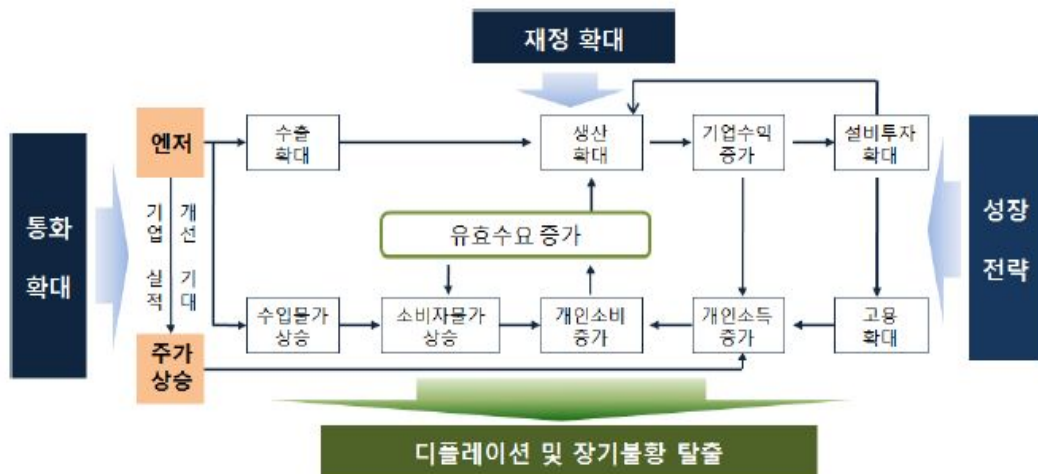 재정 확대
엔저
수출
확대
생산
확대
기업수익
증가
설비투자
확대
통화
확대
기업 실적
개선 기대
유효수요 증가
성장
전략
수입물가
상승
소비자물가
상승
개인소비
증가
개인소득
증가
고용
확대
주가
상승
디플레이션 및 장기불황 탈출